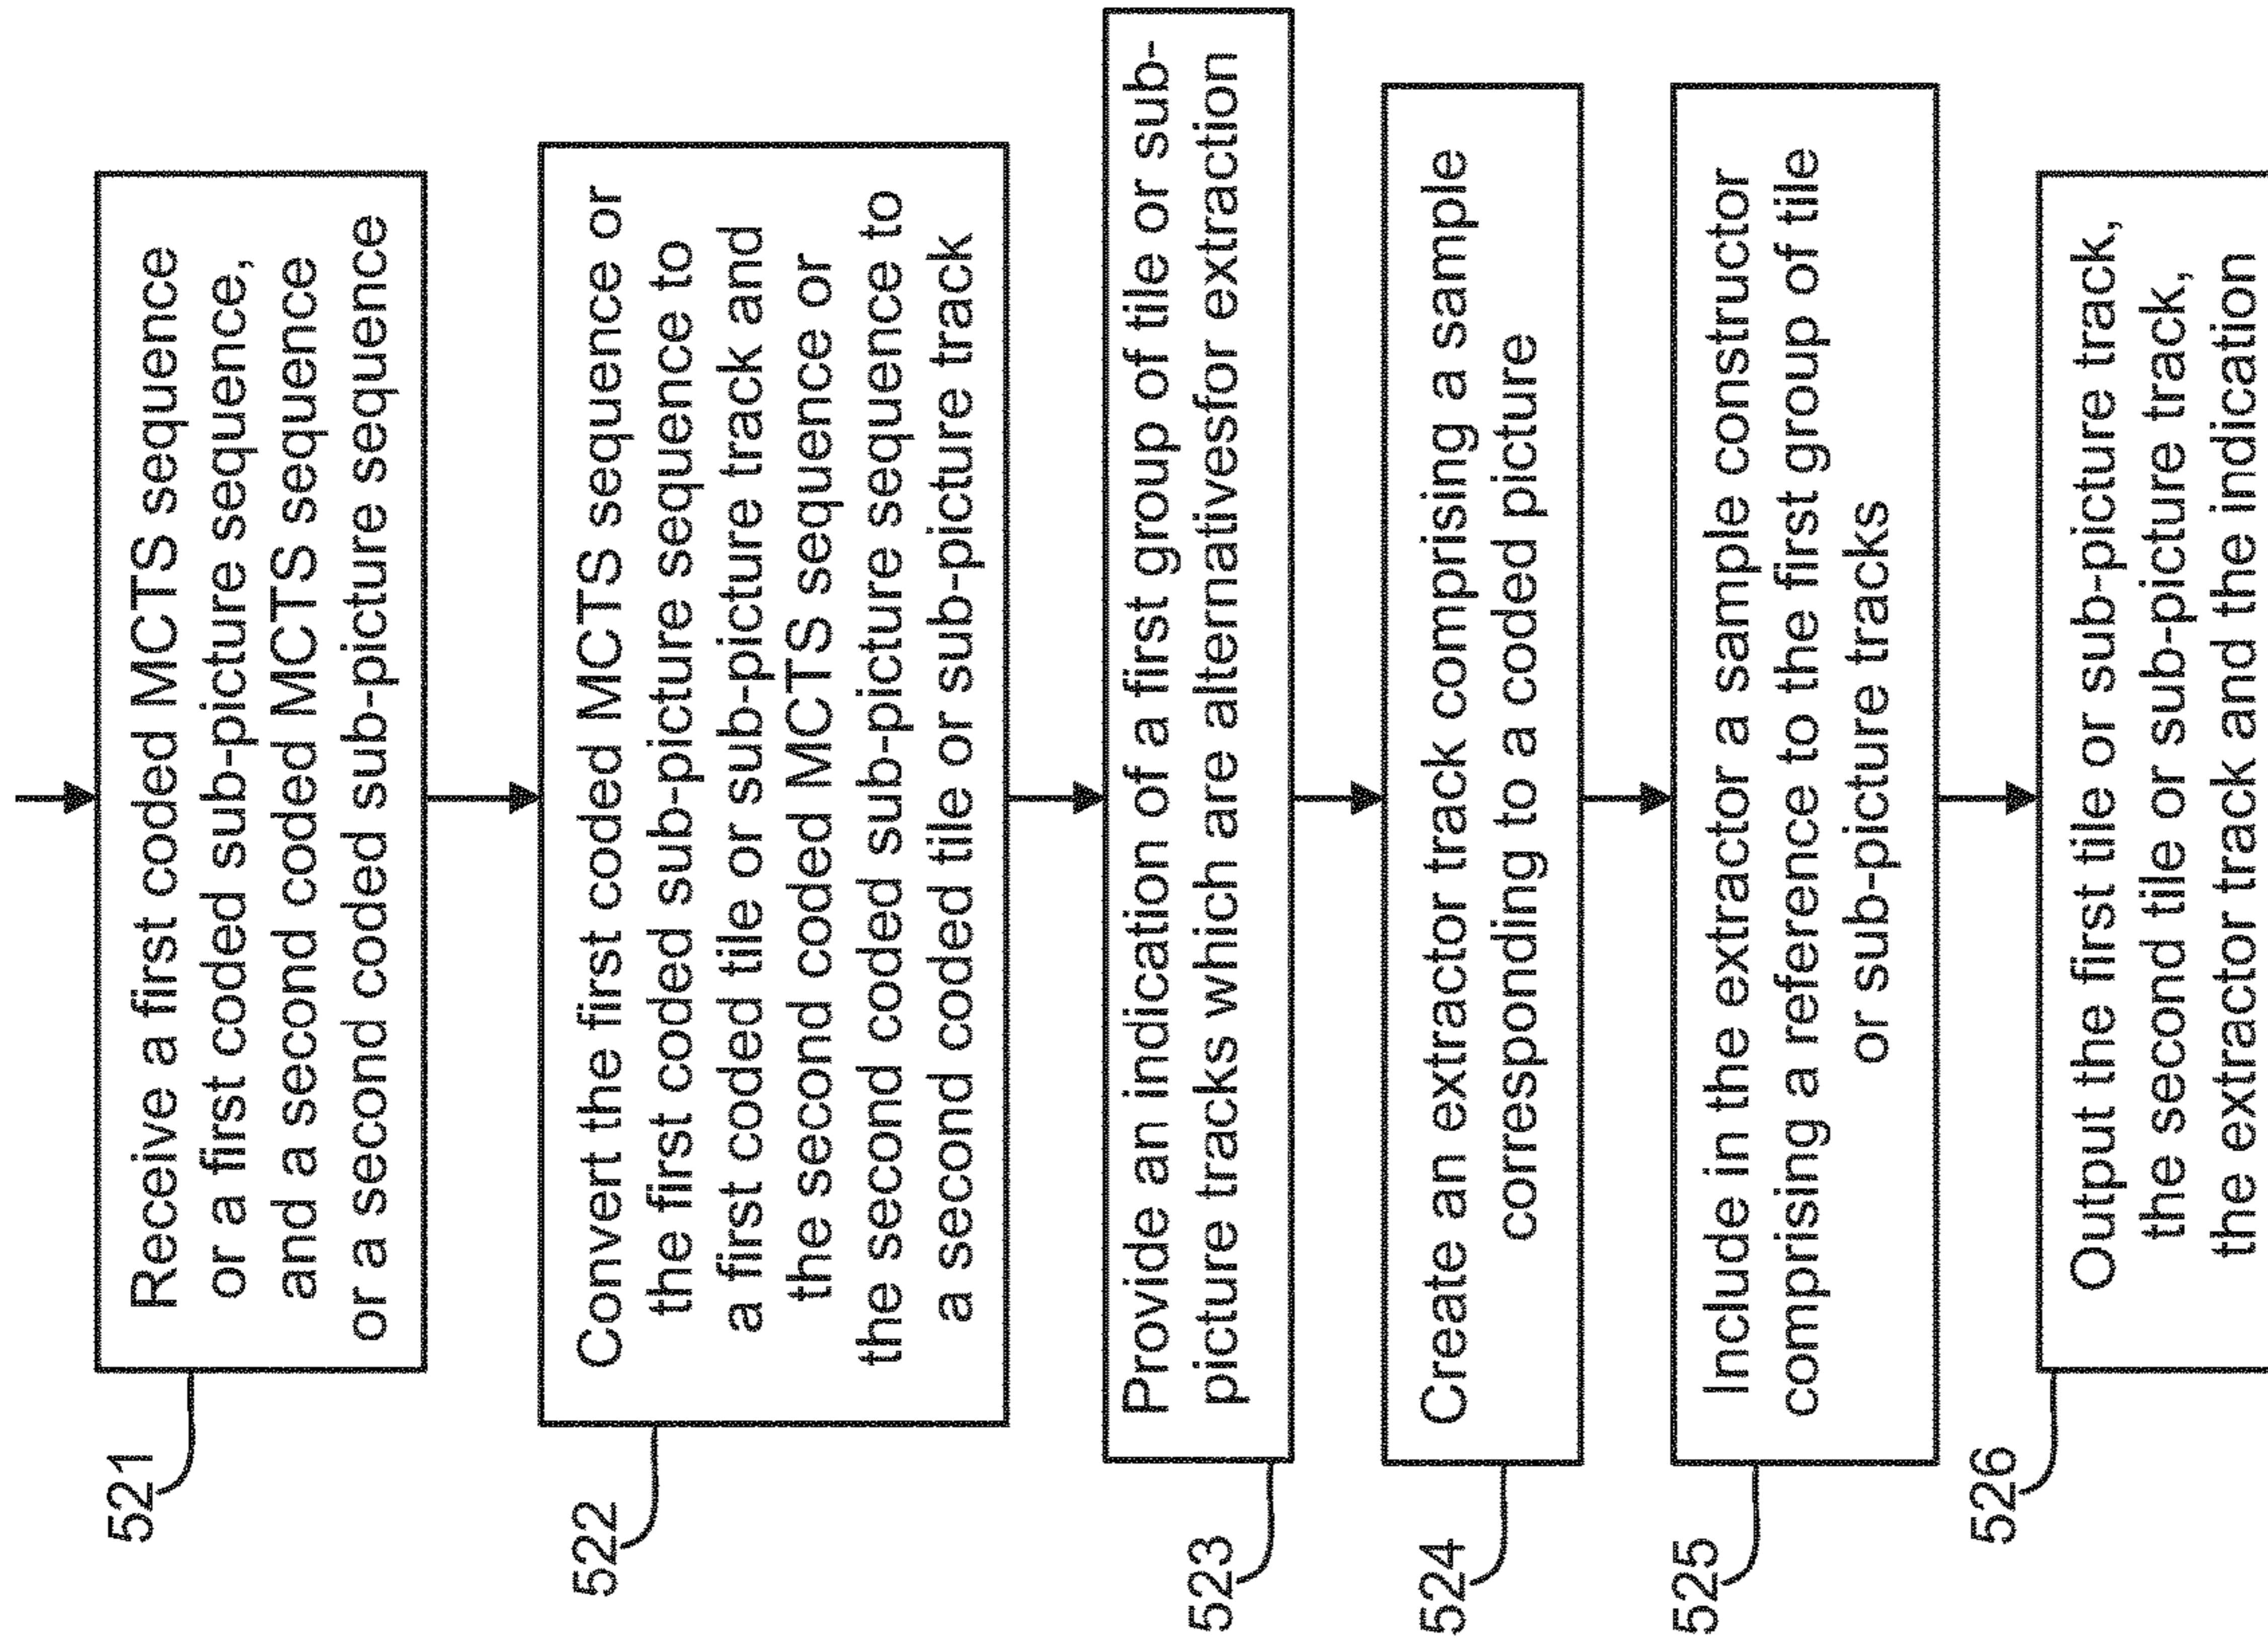 521
Receive a first coded MCTS sequence
or a first coded sub-picture sequence,
and a second coded MCTS sequence
or a second coded sub-picture sequence
522
Convert the first coded MCTS sequence or
the first coded sub-picture sequence to
a first coded tile or sub-picture track and
the second coded MCTS sequence or
the second coded sub-picture sequence to
a second coded tile or sub-picture track
523
Provide an indication of a first group of tile or sub-
picture tracks which are alternativesfor extraction
524
Create an extractor track comprising a sample
corresponding to a coded picture
525
Include in the extractor a sample constructor
comprising a reference to the first group of tile
or sub-picture tracks
526
Output the first tile or sub-picture track,
the second tile or sub-picture track,
the extractor track and the indication